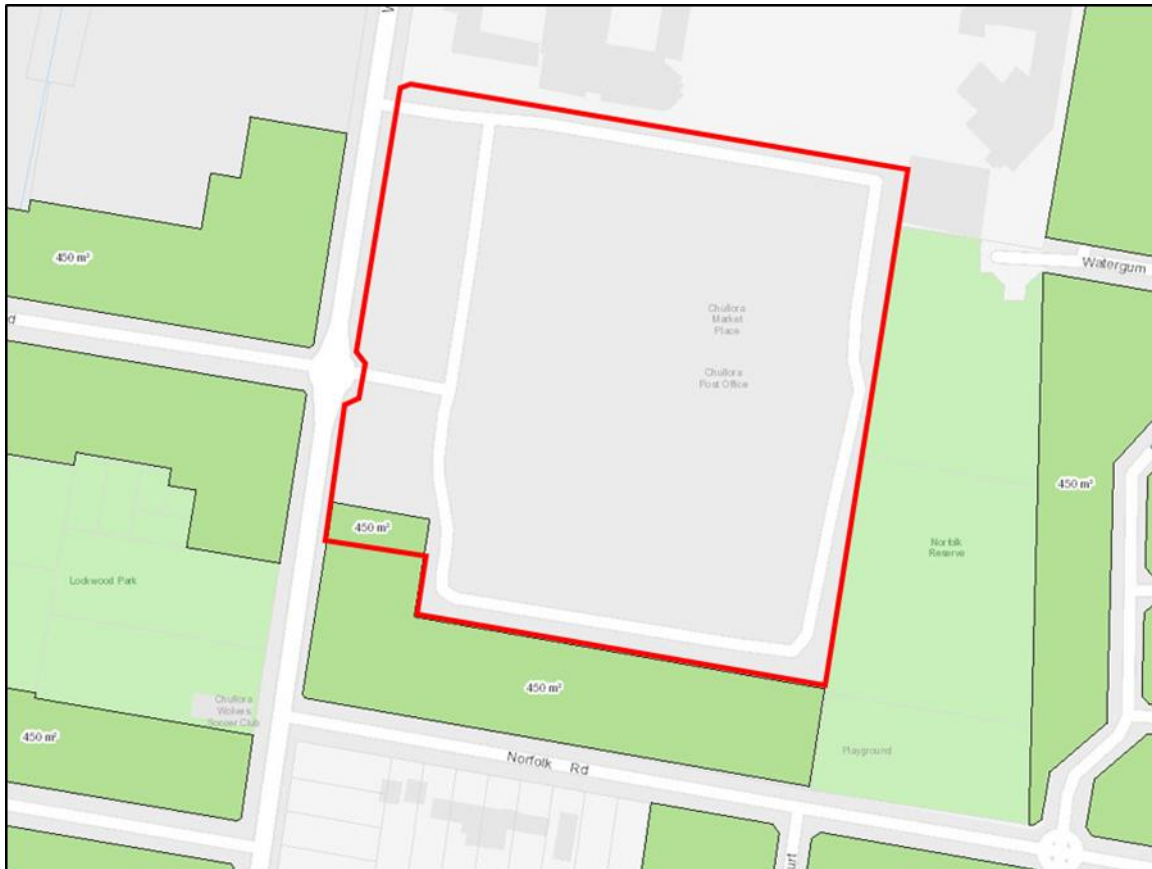 450 m²
Watergum
d
Chullora
Market
Place
Chullora
Post Office
450 m²
450 m²
Norfolk
Reserve
Lockwood Park
450 m²
Chullora
Wolves
Soccer Club
450 m²
Playground
Norfolk Rd
urt